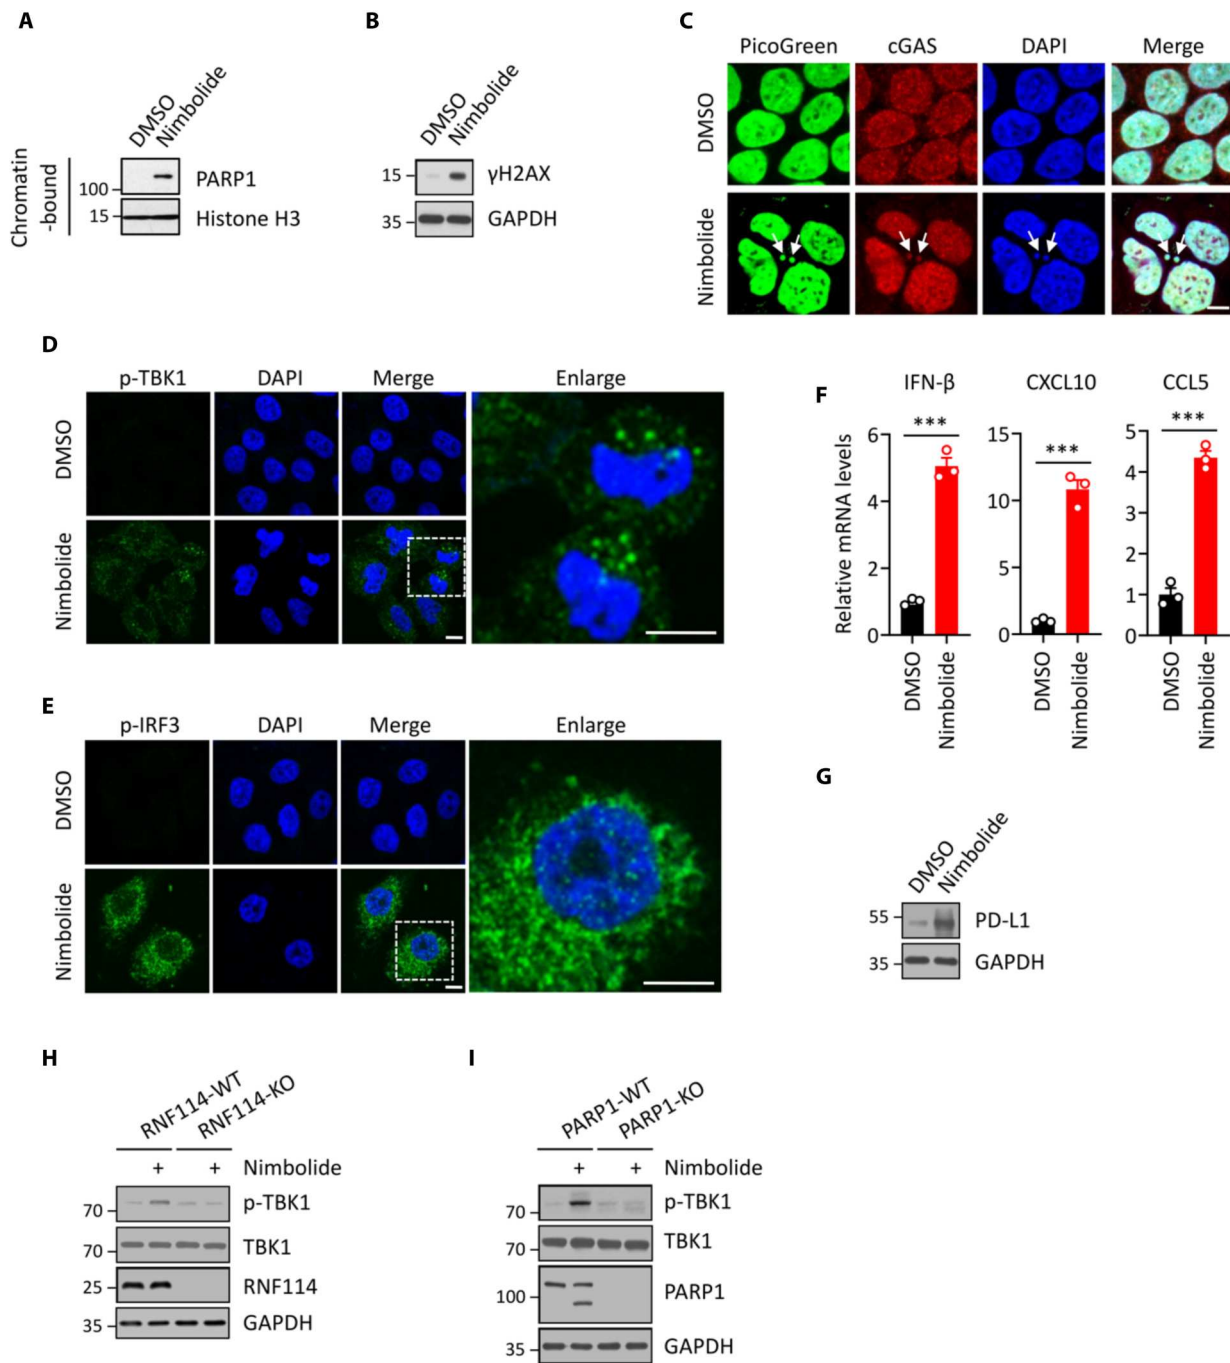 A
DMSO
Nimbolide
Chromatin
-bound
100
PARP1
15
Histone H3
B
DMSO
Nimbolide
15
γH2AX
35
GAPDH
C
PicoGreen cGAS DAPI Merge
DMSO
Nimbolide
D
p-TBK1 DAPI Merge Enlarge
DMSO
Nimbolide
E
p-IRF3 DAPI Merge Enlarge
DMSO
Nimbolide
F
Relative mRNA levels
IFN-β
***
6
4
2
0
DMSO
Nimbolide
CXCL10
***
15
10
5
0
DMSO
Nimbolide
CCL5
***
5
4
3
2
1
0
DMSO
Nimbolide
G
DMSO
Nimbolide
55
PD-L1
35
GAPDH
H
RNF114-WT
RNF114-KO
+ + Nimbolide
70
p-TBK1
70
TBK1
25
RNF114
35
GAPDH
I
PARP1-WT
PARP1-KO
+ + Nimbolide
70
p-TBK1
70
TBK1
100
PARP1
35
GAPDH